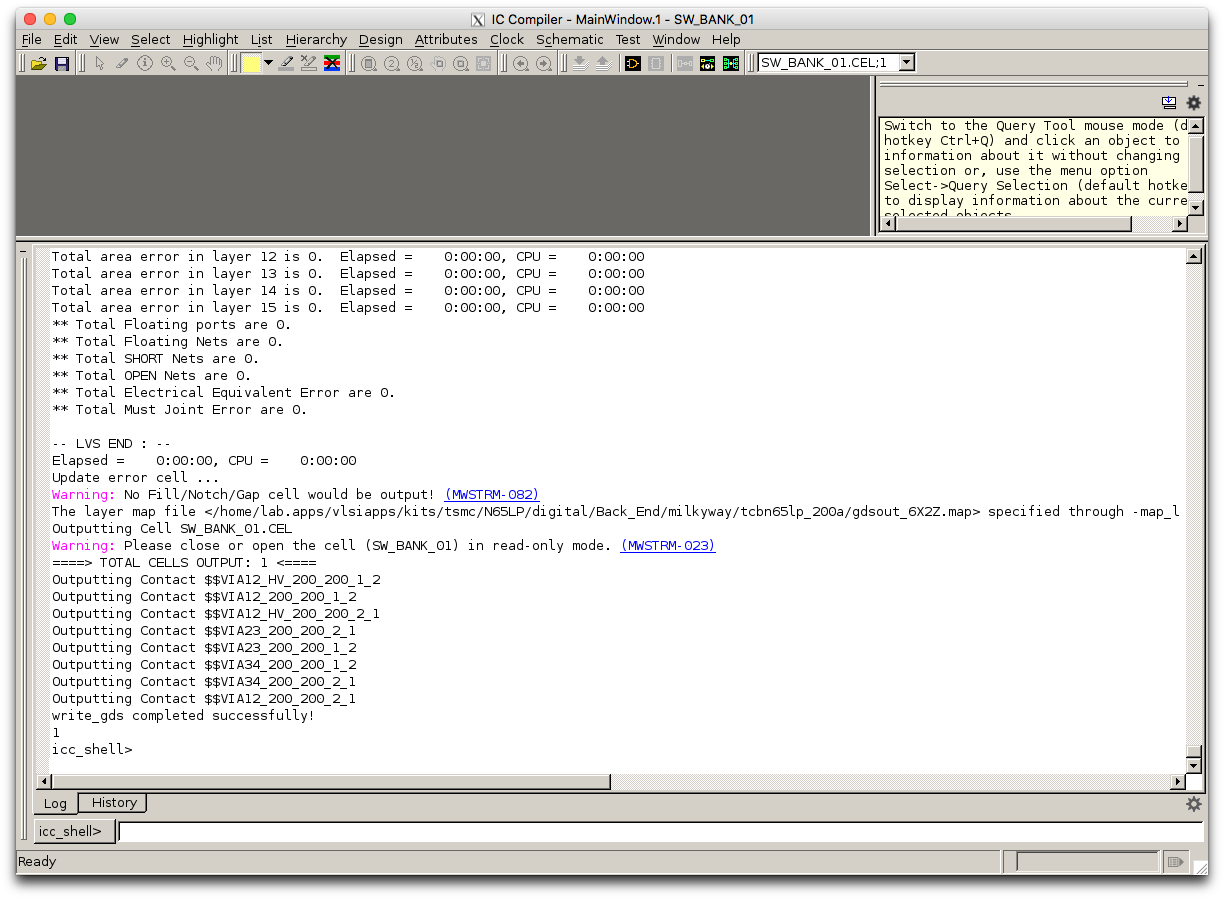 IC Compiler - MainWindow.1 - SW_BANK_01
File Edit View Select Highlight List Hierarchy Design Attributes Clock Schematic Test Window Help
SW_BANK_01.CEL;1
Switch to the Query Tool mouse mode (d
hotkey Ctrl+Q) and click an object to
information about it without changing
selection or, use the menu option
Select->Query Selection (default hotke
to display information about the curre
selected objects
Total area error in layer 12 is 0.  Elapsed =    0:00:00, CPU =    0:00:00
Total area error in layer 13 is 0.  Elapsed =    0:00:00, CPU =    0:00:00
Total area error in layer 14 is 0.  Elapsed =    0:00:00, CPU =    0:00:00
Total area error in layer 15 is 0.  Elapsed =    0:00:00, CPU =    0:00:00
** Total Floating ports are 0.
** Total Floating Nets are 0.
** Total SHORT Nets are 0.
** Total OPEN Nets are 0.
** Total Electrical Equivalent Error are 0.
** Total Must Joint Error are 0.
-- LVS END : --
Elapsed =    0:00:00, CPU =    0:00:00
Update error cell ...
Warning: No Fill/Notch/Gap cell would be output! (MWSTRM-082)
The layer map file </home/lab.apps/vlsiapps/kits/tsmc/N65LP/digital/Back_End/milkyway/tcbn65lp_200a/gdsout_6X2Z.map> specified through -map_l
Outputting Cell SW_BANK_01.CEL
Warning: Please close or open the cell (SW_BANK_01) in read-only mode. (MWSTRM-023)
====> TOTAL CELLS OUTPUT: 1 <====
Outputting Contact $$VIA12_HV_200_200_1_2
Outputting Contact $$VIA12_200_200_1_2
Outputting Contact $$VIA12_HV_200_200_2_1
Outputting Contact $$VIA23_200_200_2_1
Outputting Contact $$VIA23_200_200_1_2
Outputting Contact $$VIA34_200_200_1_2
Outputting Contact $$VIA34_200_200_2_1
Outputting Contact $$VIA12_200_200_2_1
write_gds completed successfully!
1
icc_shell>
Log History
icc_shell>
Ready